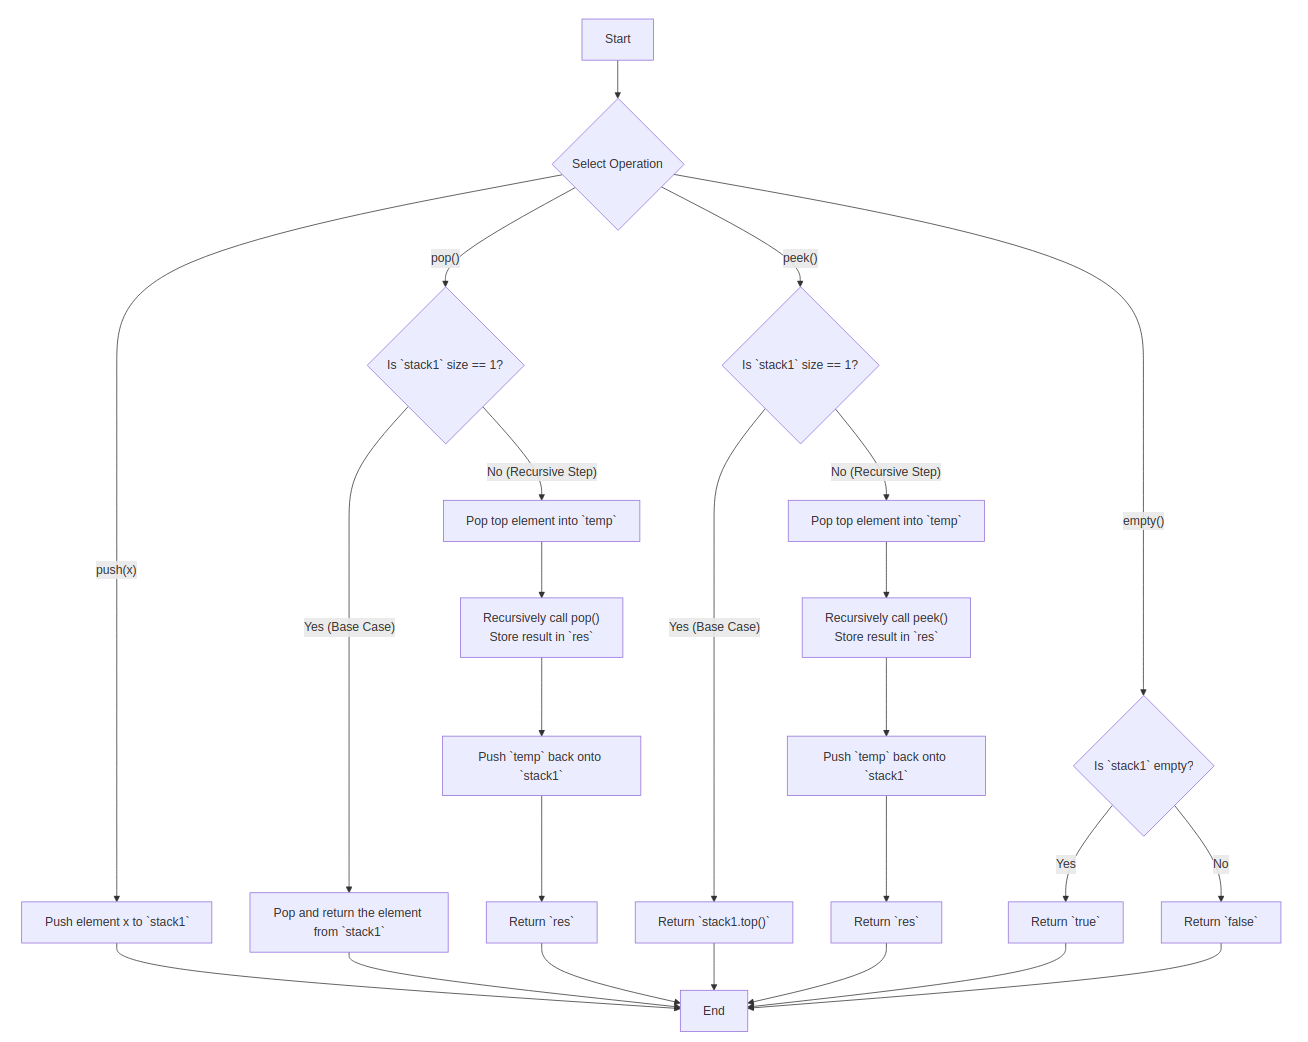 Start
Select Operation
pop()
peek()
Is `stack1` size == 1?
Is `stack1` size == 1?
No (Recursive Step)
No (Recursive Step)
Pop top element into `temp`
Pop top element into `temp`
empty()
push(x)
Recursively call pop()
Store result in `res`
Recursively call peek()
Store result in `res`
Yes (Base Case)
Yes (Base Case)
Push `temp` back onto
`stack1`
Push `temp` back onto
`stack1`
Is `stack1` empty?
Yes
No
Push element x to `stack1`
Pop and return the element
from `stack1`
Return `res`
Return `stack1.top()`
Return `res`
Return `true`
Return `false`
End